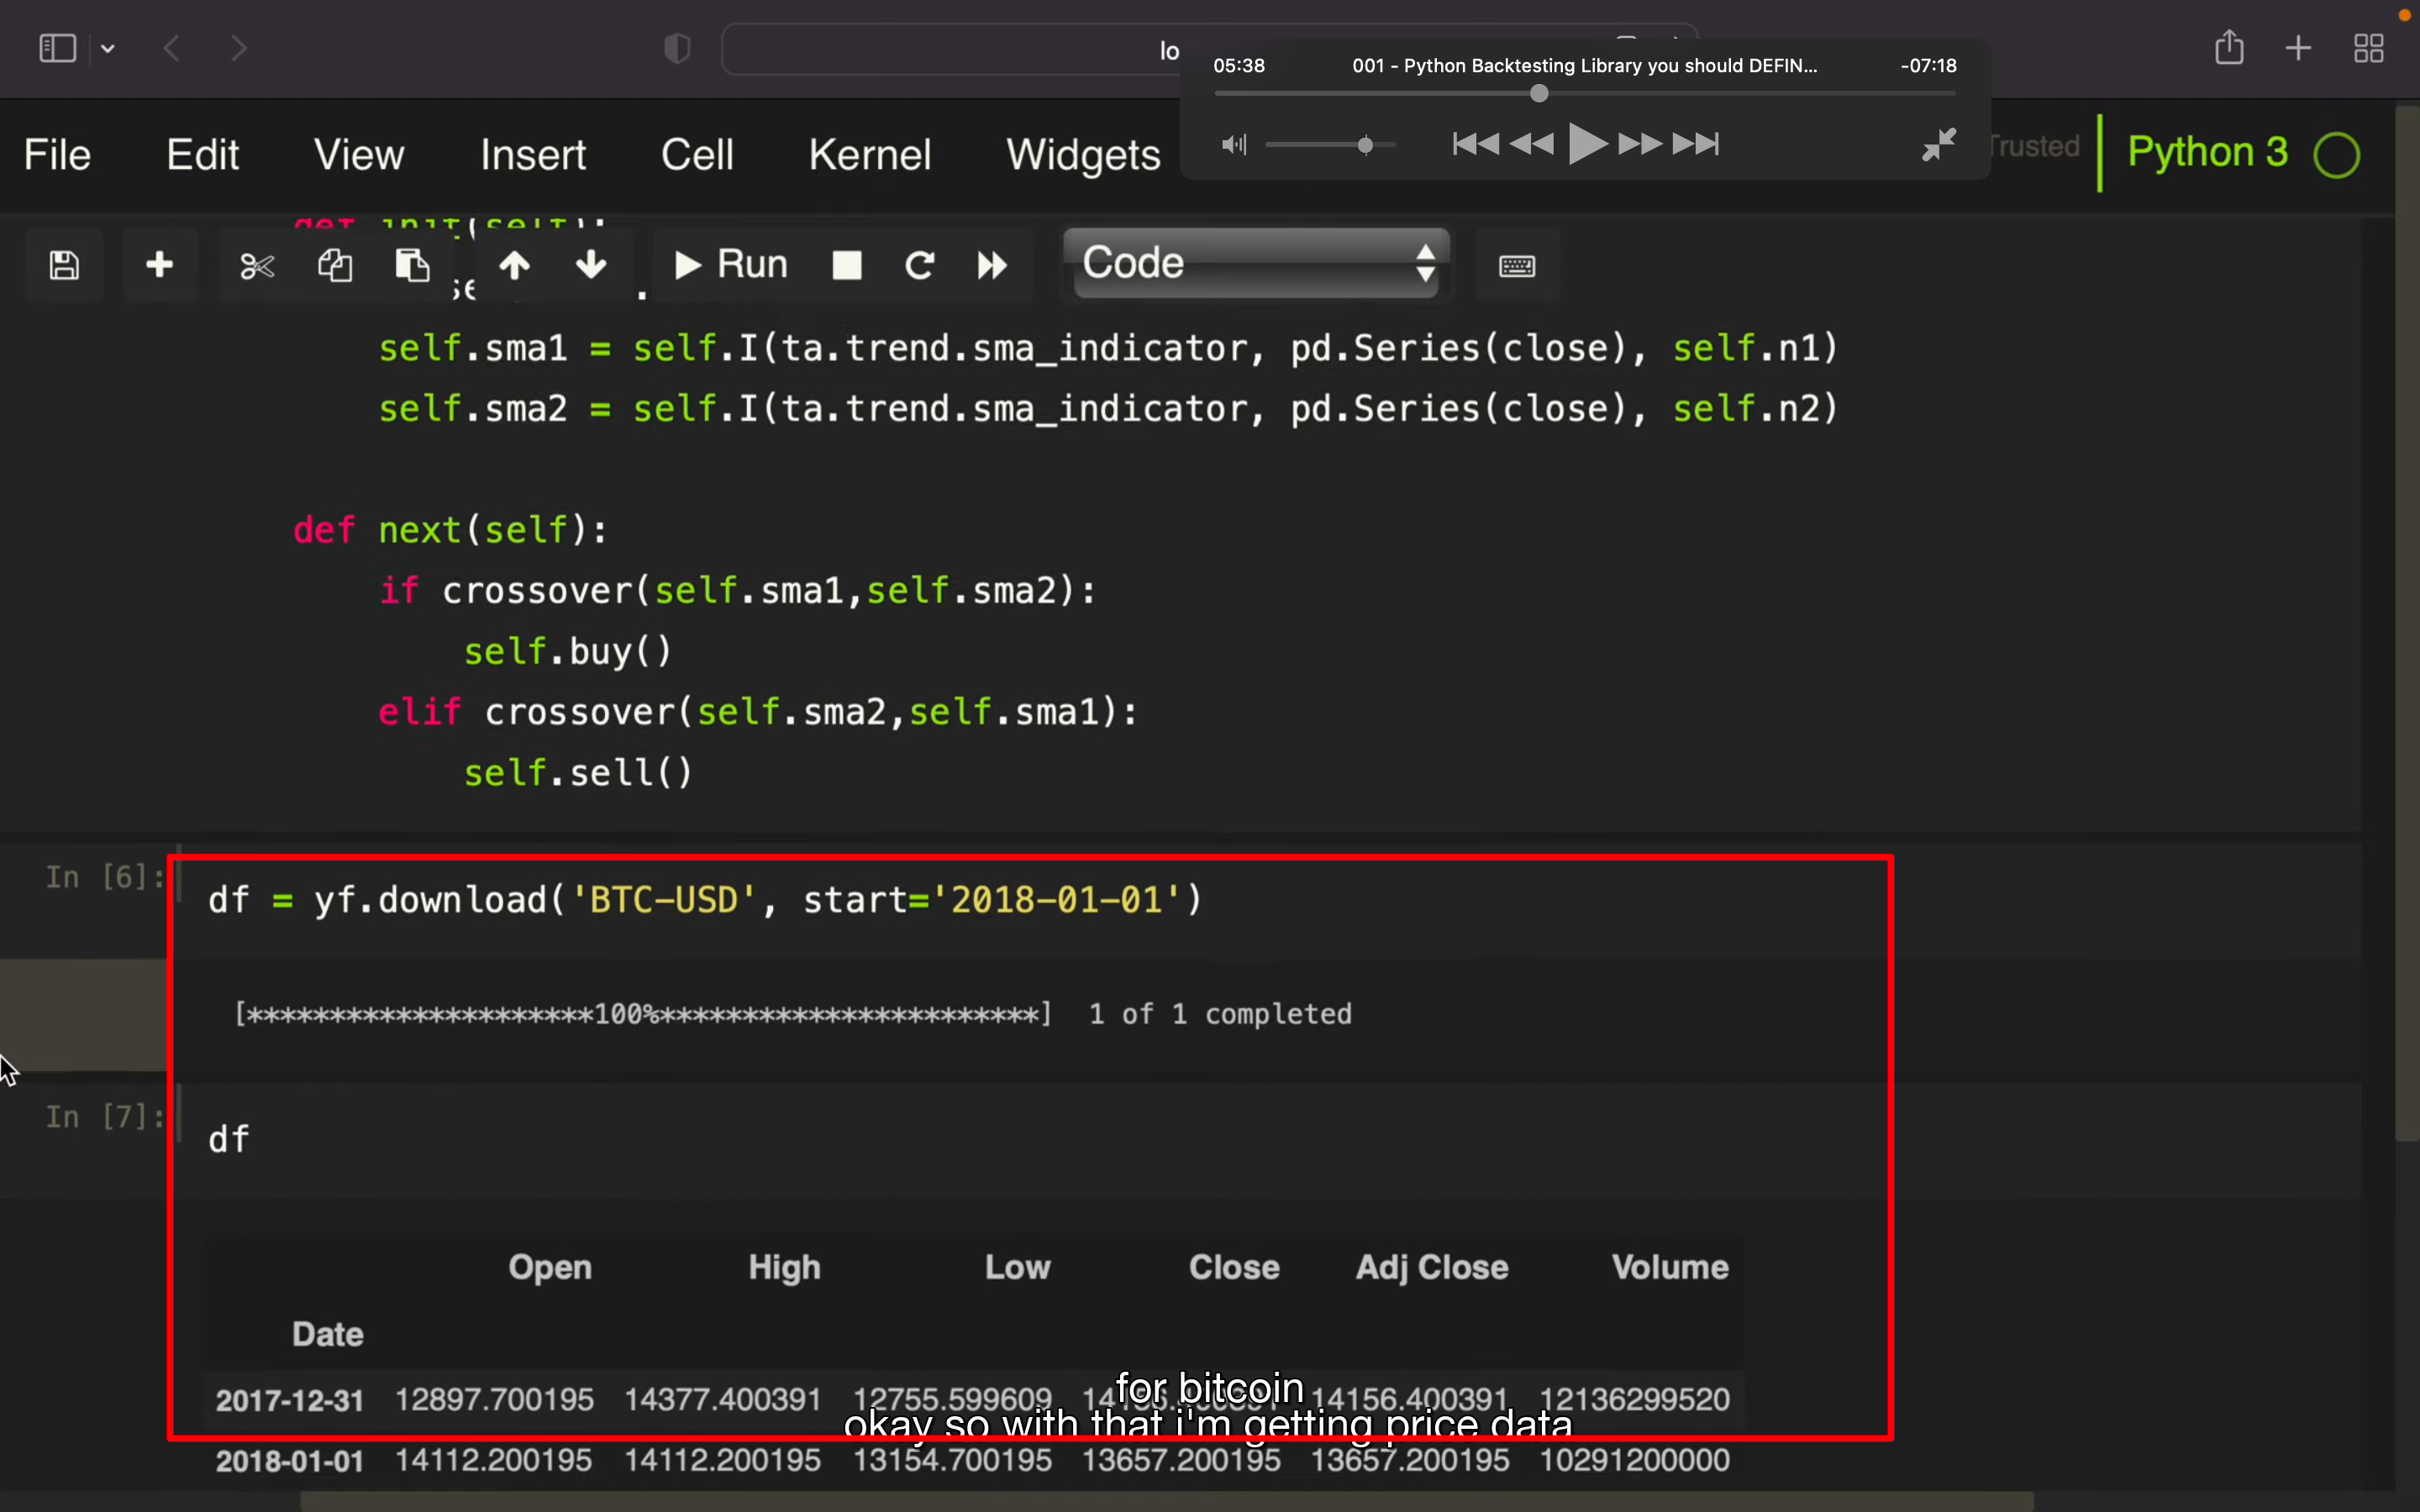 lo
05:38 001 - Python Backtesting Library you should DEFIN... -07:18
File Edit View Insert Cell Kernel Widgets Trusted Python 3
def init(self):
Run Code
self.sma1 = self.I(ta.trend.sma_indicator, pd.Series(close), self.n1)
self.sma2 = self.I(ta.trend.sma_indicator, pd.Series(close), self.n2)
def next(self):
if crossover(self.sma1,self.sma2):
self.buy()
elif crossover(self.sma2,self.sma1):
self.sell()
In [6]: df = yf.download('BTC-USD', start='2018-01-01')
[*********************100%***********************] 1 of 1 completed
In [7]: df
Open High Low Close Adj Close Volume
Date
2017-12-31 12897.700195 14377.400391 12755.599609 14156.400391 12136299520
for bitcoin
okay so with that i'm getting price data
2018-01-01 14112.200195 14112.200195 13154.700195 13657.200195 13657.200195 10291200000